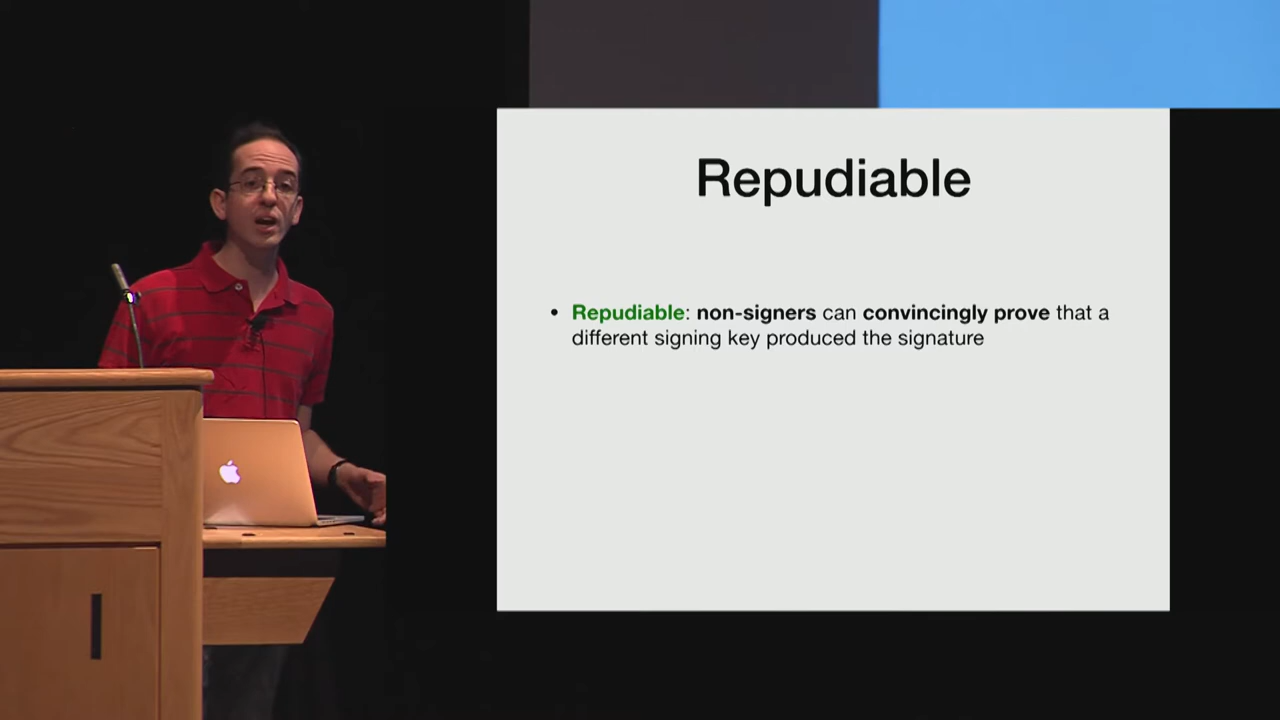 Repudiable
• Repudiable: non-signers can convincingly prove that a
different signing key produced the signature